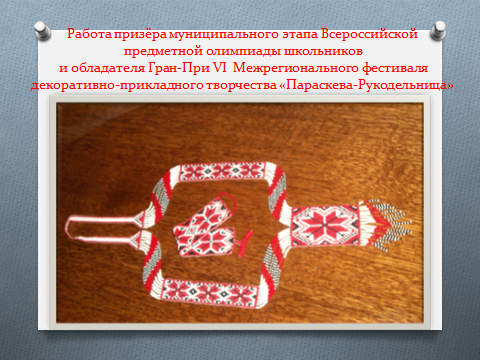 Работа призёра муниципального этапа Всероссийской
предметной олимпиады школьников
и обладателя Гран-При VI Межрегионального фестиваля
декоративно-прикладного творчества «Параскева-Рукодельница»